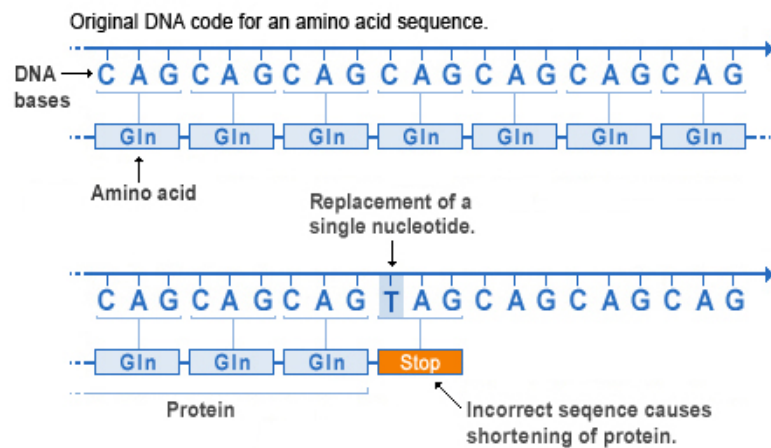 Original DNA code for an amino acid sequence.
DNA bases
C A G C A G C A G C A G C A G C A G C A G
Gln Gln Gln Gln Gln Gln Gln
Amino acid
Replacement of a
single nucleotide.
C A G C A G C A G T A G C A G C A G C A G
Gln Gln Gln Stop
Protein
Incorrect seqence causes
shortening of protein.